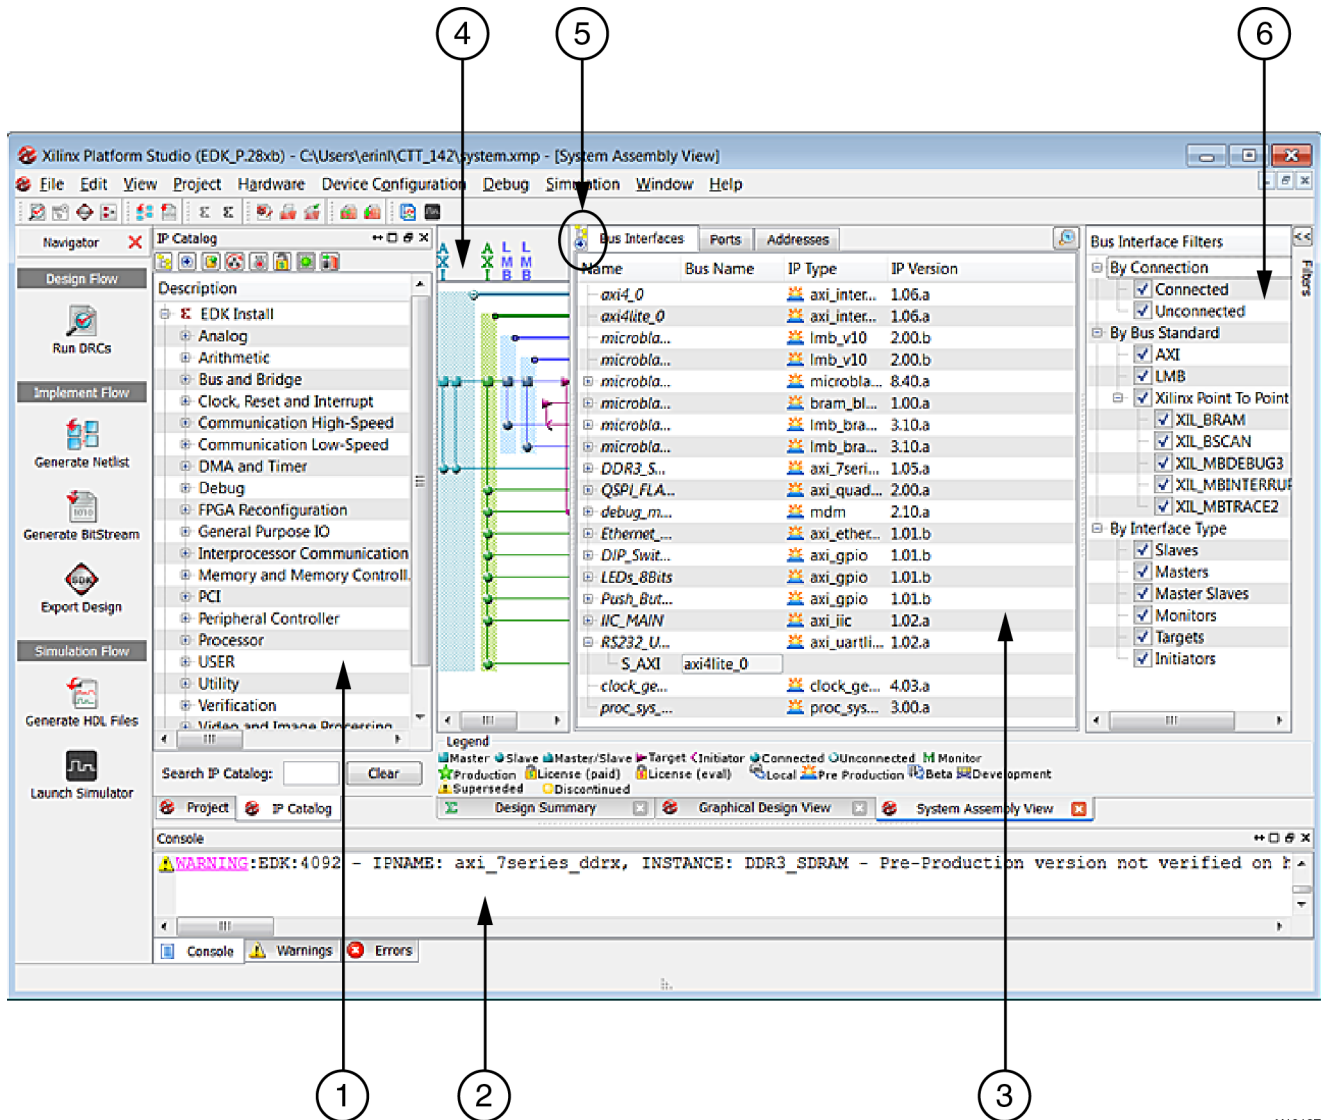 4
5
6
Xilinx Platform Studio (EDK_P.28xb) - C:\Users\erinl\CTT_142\system.xmp - [System Assembly View]
File Edit View Project Hardware Device Configuration Debug Simulation Window Help
Navigator
Design Flow
Run DRCs
Implement Flow
Generate Netlist
Generate BitStream
SDK
Export Design
Simulation Flow
Generate HDL Files
Launch Simulator
IP Catalog
Description
EDK Install
Analog
Arithmetic
Bus and Bridge
Clock, Reset and Interrupt
Communication High-Speed
Communication Low-Speed
DMA and Timer
Debug
FPGA Reconfiguration
General Purpose IO
Interprocessor Communication
Memory and Memory Controll.
PCI
Peripheral Controller
Processor
USER
Utility
Verification
Video and Image Processing
Search IP Catalog:
Clear
Project IP Catalog
AXI AXI LMB LMB
Bus Interfaces Ports Addresses
Name Bus Name IP Type IP Version
axi4_0 axi_inter... 1.06.a
axi4lite_0 axi_inter... 1.06.a
microbla... lmb_v10 2.00.b
microbla... lmb_v10 2.00.b
microbla... microbla... 8.40.a
microbla... bram_bl... 1.00.a
microbla... lmb_bra... 3.10.a
microbla... lmb_bra... 3.10.a
DDR3_S... axi_7seri... 1.05.a
QSPI_FLA... axi_quad... 2.00.a
debug_m... mdm 2.10.a
Ethernet_... axi_ether... 1.01.b
DIP_Swit... axi_gpio 1.01.b
LEDs_8Bits axi_gpio 1.01.b
Push_But... axi_gpio 1.01.b
IIC_MAIN axi_iic 1.02.a
RS232_U... axi_uartli... 1.02.a
S_AXI axi4lite_0
clock_ge... clock_ge... 4.03.a
proc_sys_... proc_sys... 3.00.a
Legend
Master Slave Master/Slave Target Initiator Connected Unconnected M Monitor
Production License (paid) License (eval) Local Pre Production Beta Development
Superseded Discontinued
Design Summary Graphical Design View System Assembly View
Bus Interface Filters
<<
Filters
By Connection
Connected
Unconnected
By Bus Standard
AXI
LMB
Xilinx Point To Point
XIL_BRAM
XIL_BSCAN
XIL_MBDEBUG3
XIL_MBINTERRUP
XIL_MBTRACE2
By Interface Type
Slaves
Masters
Master Slaves
Monitors
Targets
Initiators
Console
WARNING:EDK:4092 - IPNAME: axi_7series_ddrx, INSTANCE: DDR3_SDRAM - Pre-Production version not verified on h
Console Warnings Errors
1
2
3